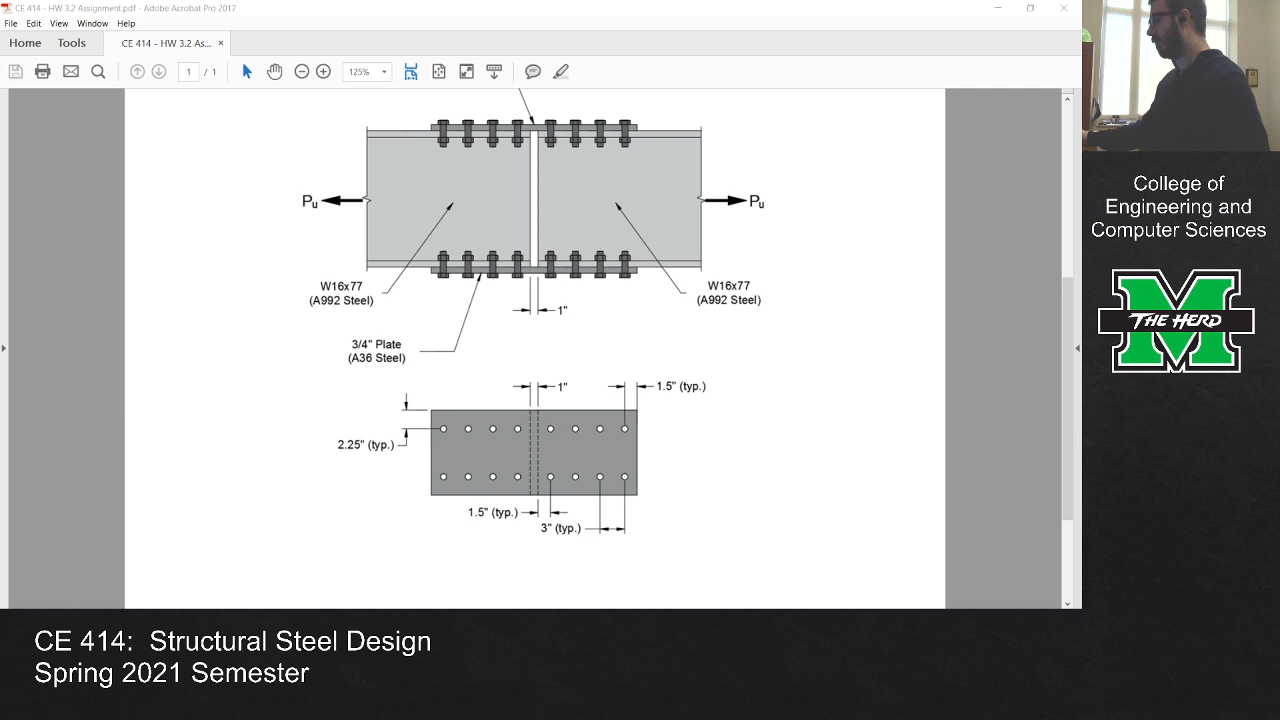 CE 414 - HW 3.2 Assignment.pdf - Adobe Acrobat Pro 2017
File Edit View Window Help
Home Tools CE 414 - HW 3.2 As... ×
1 / 1 125%
Pu Pu
W16x77
(A992 Steel)
W16x77
(A992 Steel)
1"
3/4" Plate
(A36 Steel)
1" 1.5" (typ.)
2.25" (typ.)
1.5" (typ.)
3" (typ.)
College of
Engineering and
Computer Sciences
THE HERD
CE 414: Structural Steel Design
Spring 2021 Semester